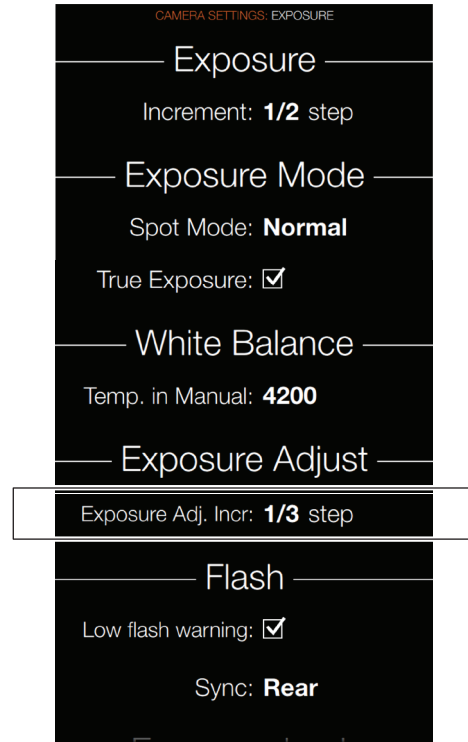 CAMERA SETTINGS: EXPOSURE
Exposure
Increment: 1/2 step
Exposure Mode
Spot Mode: Normal
True Exposure: ☑
White Balance
Temp. in Manual: 4200
Exposure Adjust
Exposure Adj. Incr: 1/3 step
Flash
Low flash warning: ☑
Sync: Rear